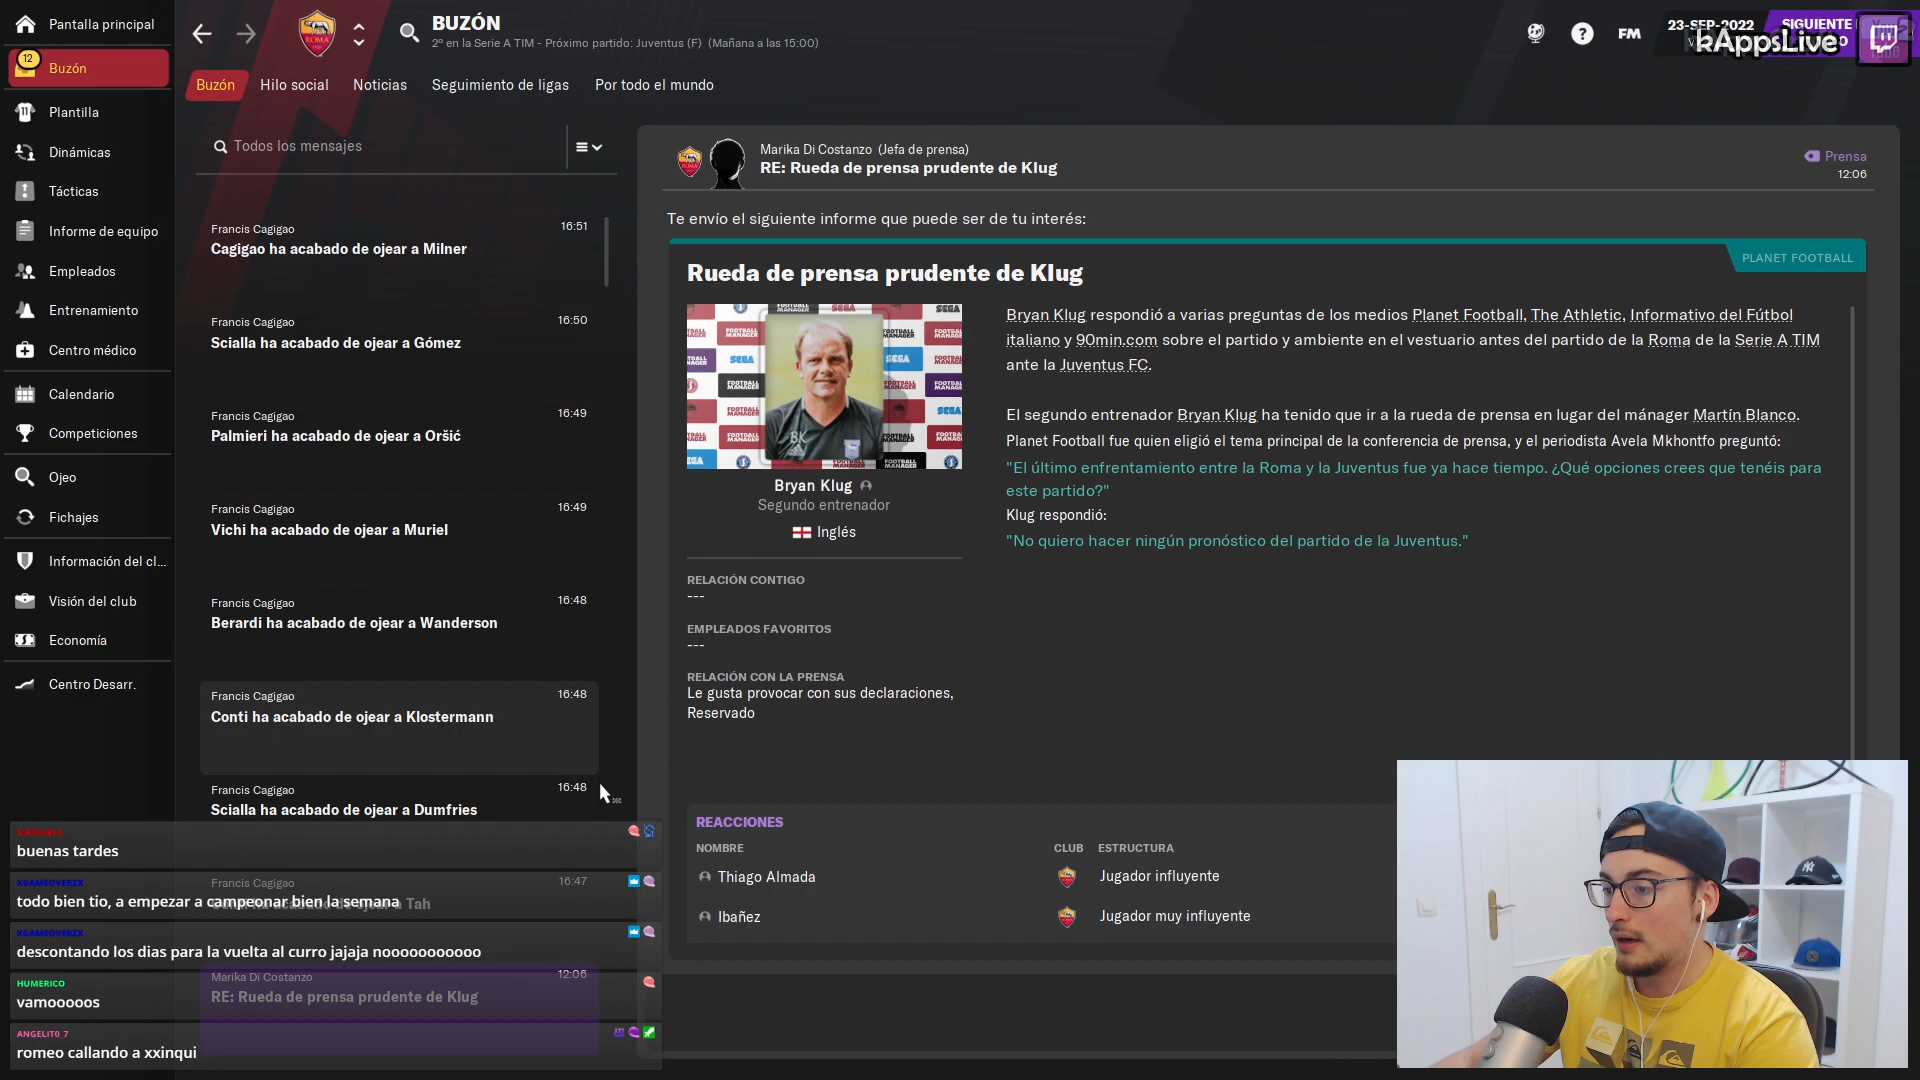 Pantalla principal
12
Buzón
Plantilla
Dinámicas
Tácticas
Informe de equipo
Empleados
Entrenamiento
Centro médico
Calendario
Competiciones
Ojeo
Fichajes
Información del cl...
Visión del club
Economía
Centro Desarr.
BUZÓN
2º en la Serie A TIM - Próximo partido: Juventus (F) (Mañana a las 15:00)
FM
23-SEP-2022
SIGUIENTE
kAppsLive
Buzón
Hilo social
Noticias
Seguimiento de ligas
Por todo el mundo
Todos los mensajes
Francis Cagigao
16:51
Cagigao ha acabado de ojear a Milner
Francis Cagigao
16:50
Scialla ha acabado de ojear a Gómez
Francis Cagigao
16:49
Palmieri ha acabado de ojear a Oršić
Francis Cagigao
16:49
Vichi ha acabado de ojear a Muriel
Francis Cagigao
16:48
Berardi ha acabado de ojear a Wanderson
Francis Cagigao
16:48
Conti ha acabado de ojear a Klostermann
Francis Cagigao
16:48
Scialla ha acabado de ojear a Dumfries
Francis Cagigao
16:47
Marika Di Costanzo
12:06
RE: Rueda de prensa prudente de Klug
buenas tardes
XGAMEOVERZX
todo bien tio, a empezar a campeonar bien la semana
XGAMEOVERZX
descontando los dias para la vuelta al curro jajaja nooooooooooo
HUMERICO
vamooooos
ANGELIT0_7
romeo callando a xxinqui
Marika Di Costanzo (Jefa de prensa)
RE: Rueda de prensa prudente de Klug
Prensa
12:06
Te envío el siguiente informe que puede ser de tu interés:
PLANET FOOTBALL
Rueda de prensa prudente de Klug
Bryan Klug
Segundo entrenador
Inglés
RELACIÓN CONTIGO
---
EMPLEADOS FAVORITOS
---
RELACIÓN CON LA PRENSA
Le gusta provocar con sus declaraciones,
Reservado
Bryan Klug respondió a varias preguntas de los medios Planet Football, The Athletic, Informativo del Fútbol
italiano y 90min.com sobre el partido y ambiente en el vestuario antes del partido de la Roma de la Serie A TIM
ante la Juventus FC.
El segundo entrenador Bryan Klug ha tenido que ir a la rueda de prensa en lugar del mánager Martín Blanco.
Planet Football fue quien eligió el tema principal de la conferencia de prensa, y el periodista Avela Mkhontfo preguntó:
"El último enfrentamiento entre la Roma y la Juventus fue ya hace tiempo. ¿Qué opciones crees que tenéis para
este partido?"
Klug respondió:
"No quiero hacer ningún pronóstico del partido de la Juventus."
REACCIONES
NOMBRE
CLUB
ESTRUCTURA
Thiago Almada
Jugador influyente
Ibañez
Jugador muy influyente